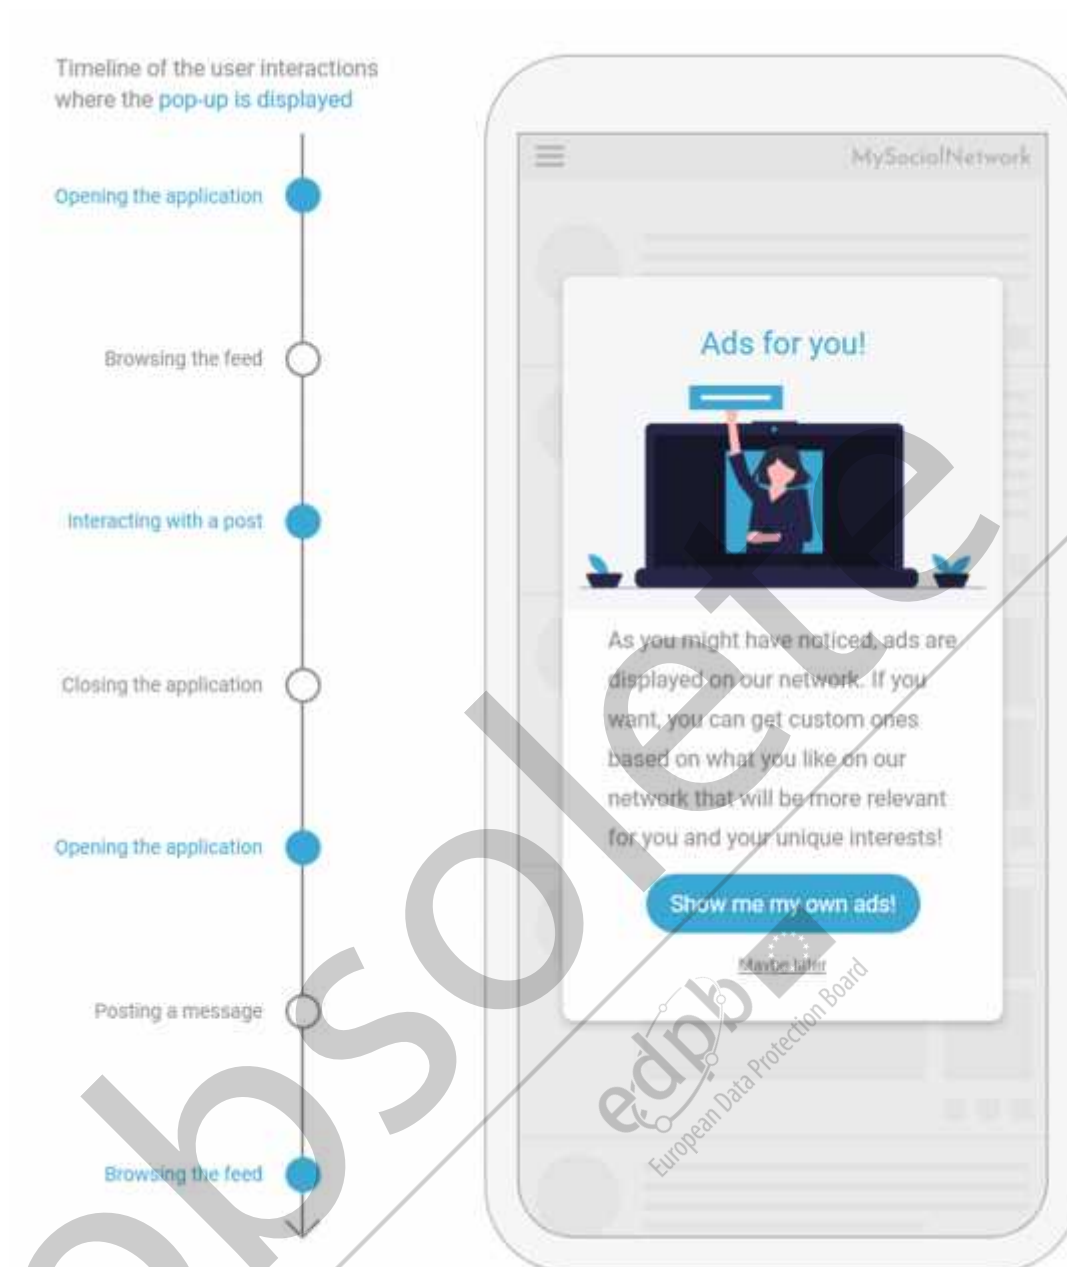 Timeline of the user interactions
where the pop-up is displayed
Opening the application
Browsing the feed
Interacting with a post
Closing the application
Opening the application
Posting a message
Browsing the feed
MySocialNetwork
Ads for you!
As you might have noticed, ads are
displayed on our network. If you
want, you can get custom ones
based on what you like on our
network that will be more relevant
for you and your unique interests!
Show me my own ads!
Maybe later
obsolete
edpb
European Data Protection Board